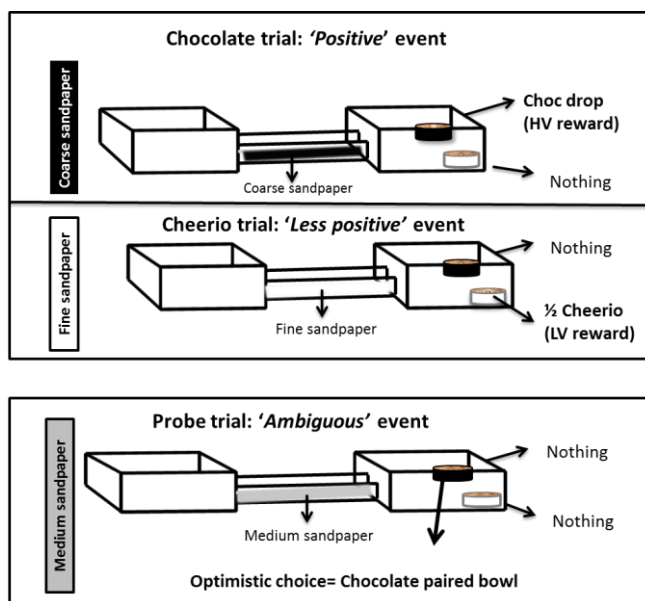 Chocolate trial: ‘Positive’ event
Coarse sandpaper
Choc drop
(HV reward)
Coarse sandpaper
Nothing
Cheerio trial: ‘Less positive’ event
Fine sandpaper
Nothing
Fine sandpaper
½ Cheerio
(LV reward)
Probe trial: ‘Ambiguous’ event
Medium sandpaper
Nothing
Medium sandpaper
Nothing
Optimistic choice= Chocolate paired bowl